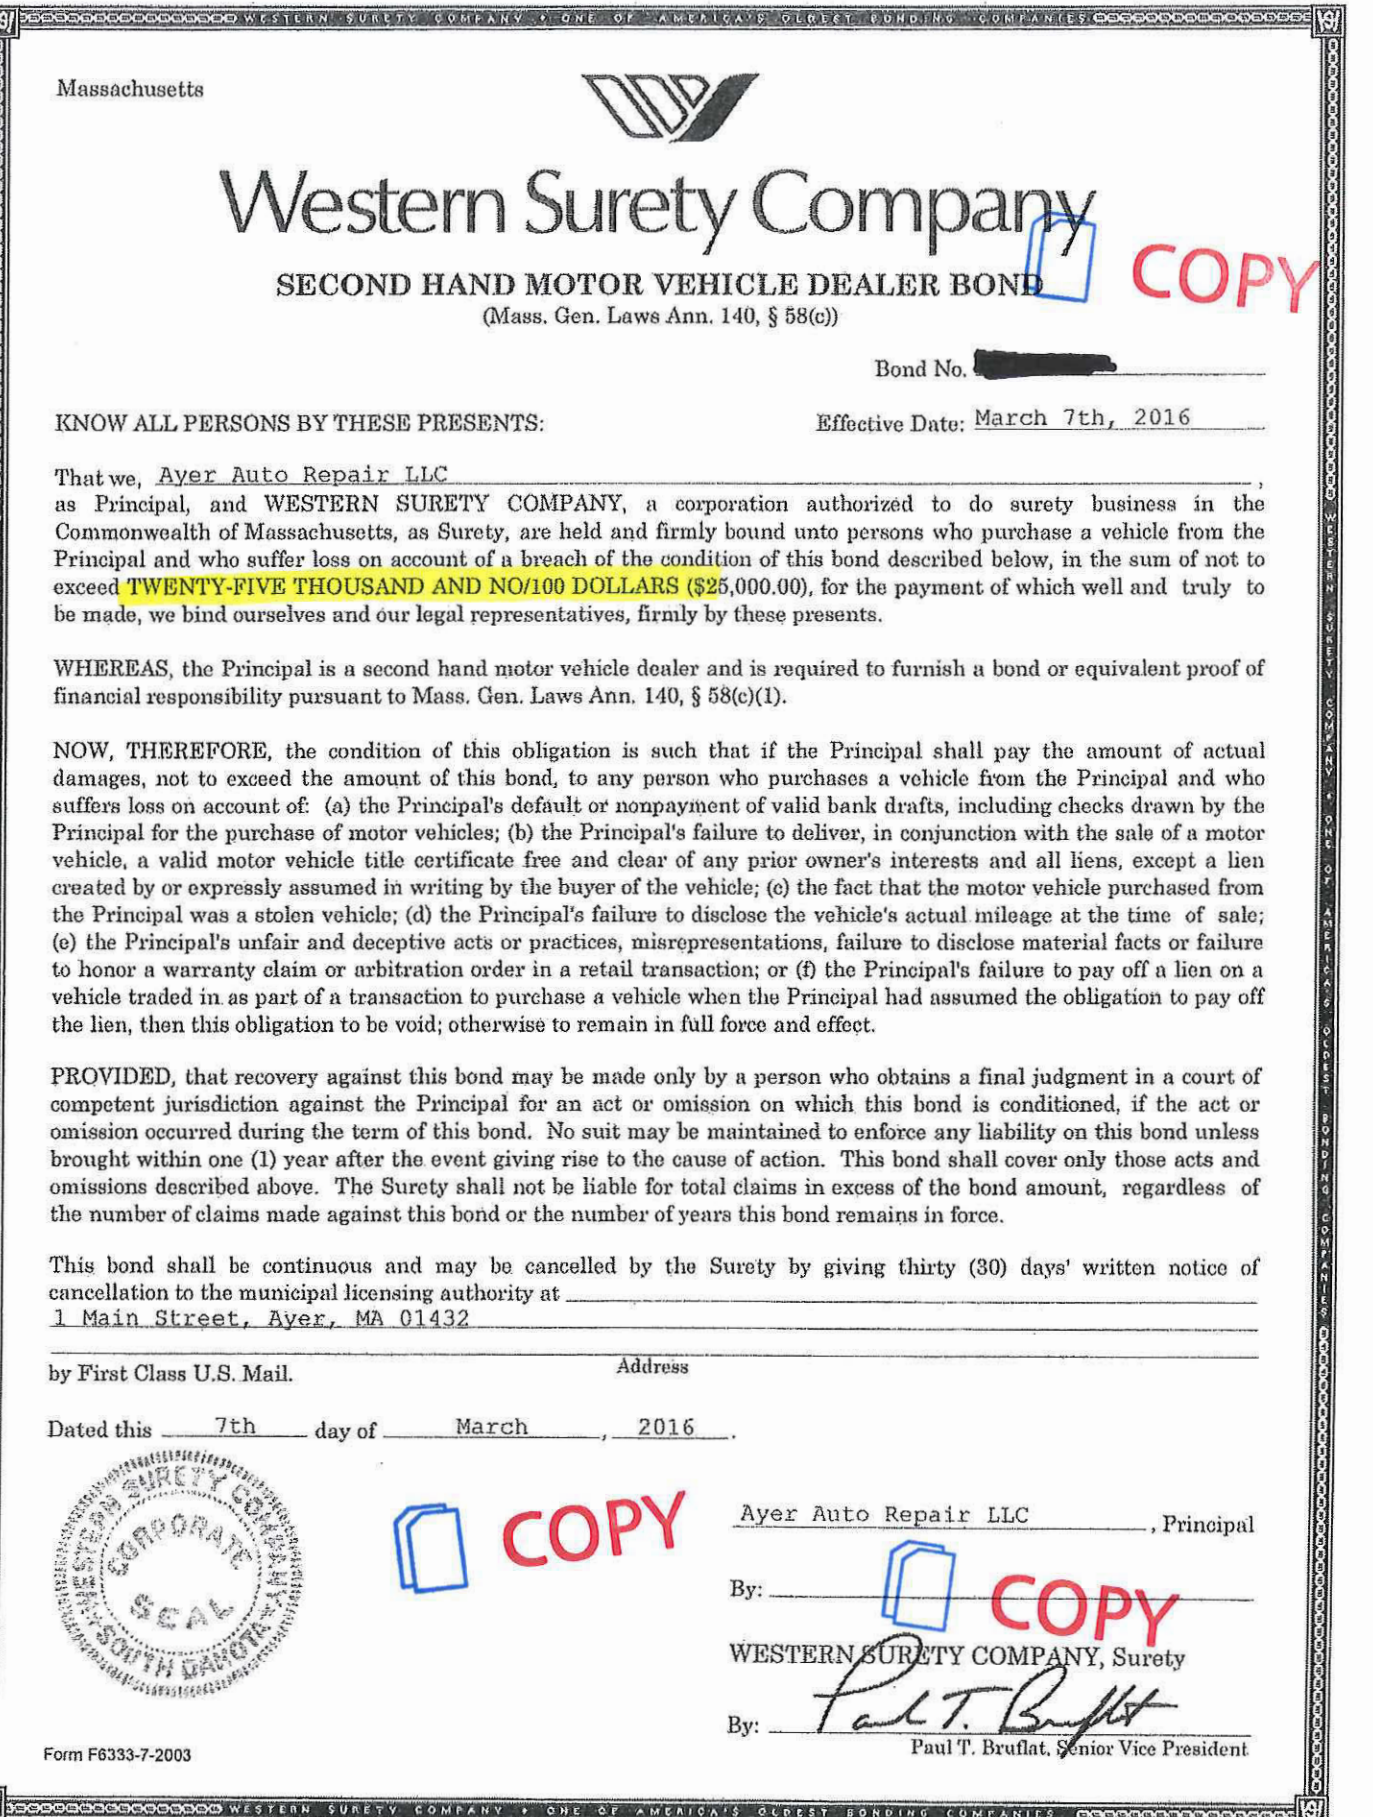 WESTERN SURETY COMPANY • ONE OF AMERICA'S OLDEST BONDING COMPANIES
Massachusetts
Western Surety Company
COPY
SECOND HAND MOTOR VEHICLE DEALER BOND
(Mass. Gen. Laws Ann. 140, § 58(c))
Bond No.
KNOW ALL PERSONS BY THESE PRESENTS:
Effective Date: March 7th, 2016
That we, Ayer Auto Repair LLC,
as Principal, and WESTERN SURETY COMPANY, a corporation authorized to do surety business in the
Commonwealth of Massachusetts, as Surety, are held and firmly bound unto persons who purchase a vehicle from the
Principal and who suffer loss on account of a breach of the condition of this bond described below, in the sum of not to
exceed TWENTY-FIVE THOUSAND AND NO/100 DOLLARS ($25,000.00), for the payment of which well and truly to
be made, we bind ourselves and our legal representatives, firmly by these presents.
WHEREAS, the Principal is a second hand motor vehicle dealer and is required to furnish a bond or equivalent proof of
financial responsibility pursuant to Mass. Gen. Laws Ann. 140, § 58(c)(1).
NOW, THEREFORE, the condition of this obligation is such that if the Principal shall pay the amount of actual
damages, not to exceed the amount of this bond, to any person who purchases a vehicle from the Principal and who
suffers loss on account of: (a) the Principal's default or nonpayment of valid bank drafts, including checks drawn by the
Principal for the purchase of motor vehicles; (b) the Principal's failure to deliver, in conjunction with the sale of a motor
vehicle, a valid motor vehicle title certificate free and clear of any prior owner's interests and all liens, except a lien
created by or expressly assumed in writing by the buyer of the vehicle; (c) the fact that the motor vehicle purchased from
the Principal was a stolen vehicle; (d) the Principal's failure to disclose the vehicle's actual mileage at the time of sale;
(e) the Principal's unfair and deceptive acts or practices, misrepresentations, failure to disclose material facts or failure
to honor a warranty claim or arbitration order in a retail transaction; or (f) the Principal's failure to pay off a lien on a
vehicle traded in as part of a transaction to purchase a vehicle when the Principal had assumed the obligation to pay off
the lien, then this obligation to be void; otherwise to remain in full force and effect.
PROVIDED, that recovery against this bond may be made only by a person who obtains a final judgment in a court of
competent jurisdiction against the Principal for an act or omission on which this bond is conditioned, if the act or
omission occurred during the term of this bond. No suit may be maintained to enforce any liability on this bond unless
brought within one (1) year after the event giving rise to the cause of action. This bond shall cover only those acts and
omissions described above. The Surety shall not be liable for total claims in excess of the bond amount, regardless of
the number of claims made against this bond or the number of years this bond remains in force.
This bond shall be continuous and may be cancelled by the Surety by giving thirty (30) days' written notice of
cancellation to the municipal licensing authority at
1 Main Street, Ayer, MA 01432
Address
by First Class U.S. Mail.
Dated this 7th day of March, 2016.
WESTERN SURETY COMPANY
CORPORATE
SEAL
SOUTH DAKOTA
COPY
Ayer Auto Repair LLC, Principal
By:
COPY
WESTERN SURETY COMPANY, Surety
By: Paul T. Bruflat
Paul T. Bruflat, Senior Vice President
Form F6333-7-2003
WESTERN SURETY COMPANY • ONE OF AMERICA'S OLDEST BONDING COMPANIES
WESTERN SURETY COMPANY • ONE OF AMERICA'S OLDEST BONDING COMPANIES